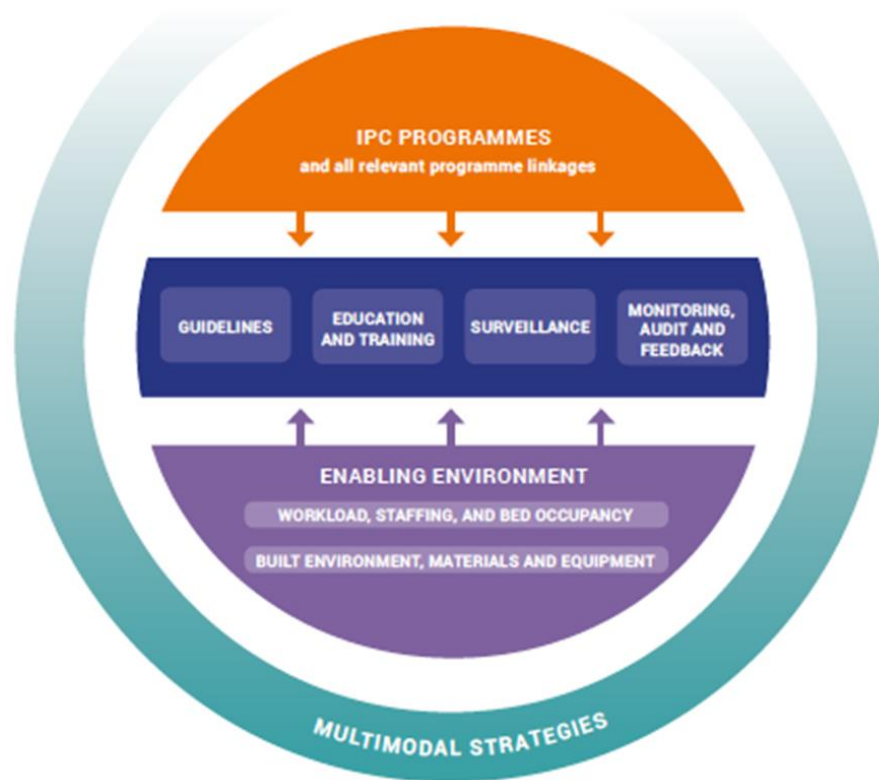 IPC PROGRAMMES
and all relevant programme linkages
GUIDELINES
EDUCATION
AND TRAINING
SURVEILLANCE
MONITORING,
AUDIT AND
FEEDBACK
ENABLING ENVIRONMENT
WORKLOAD, STAFFING, AND BED OCCUPANCY
BUILT ENVIRONMENT, MATERIALS AND EQUIPMENT
MULTIMODAL STRATEGIES